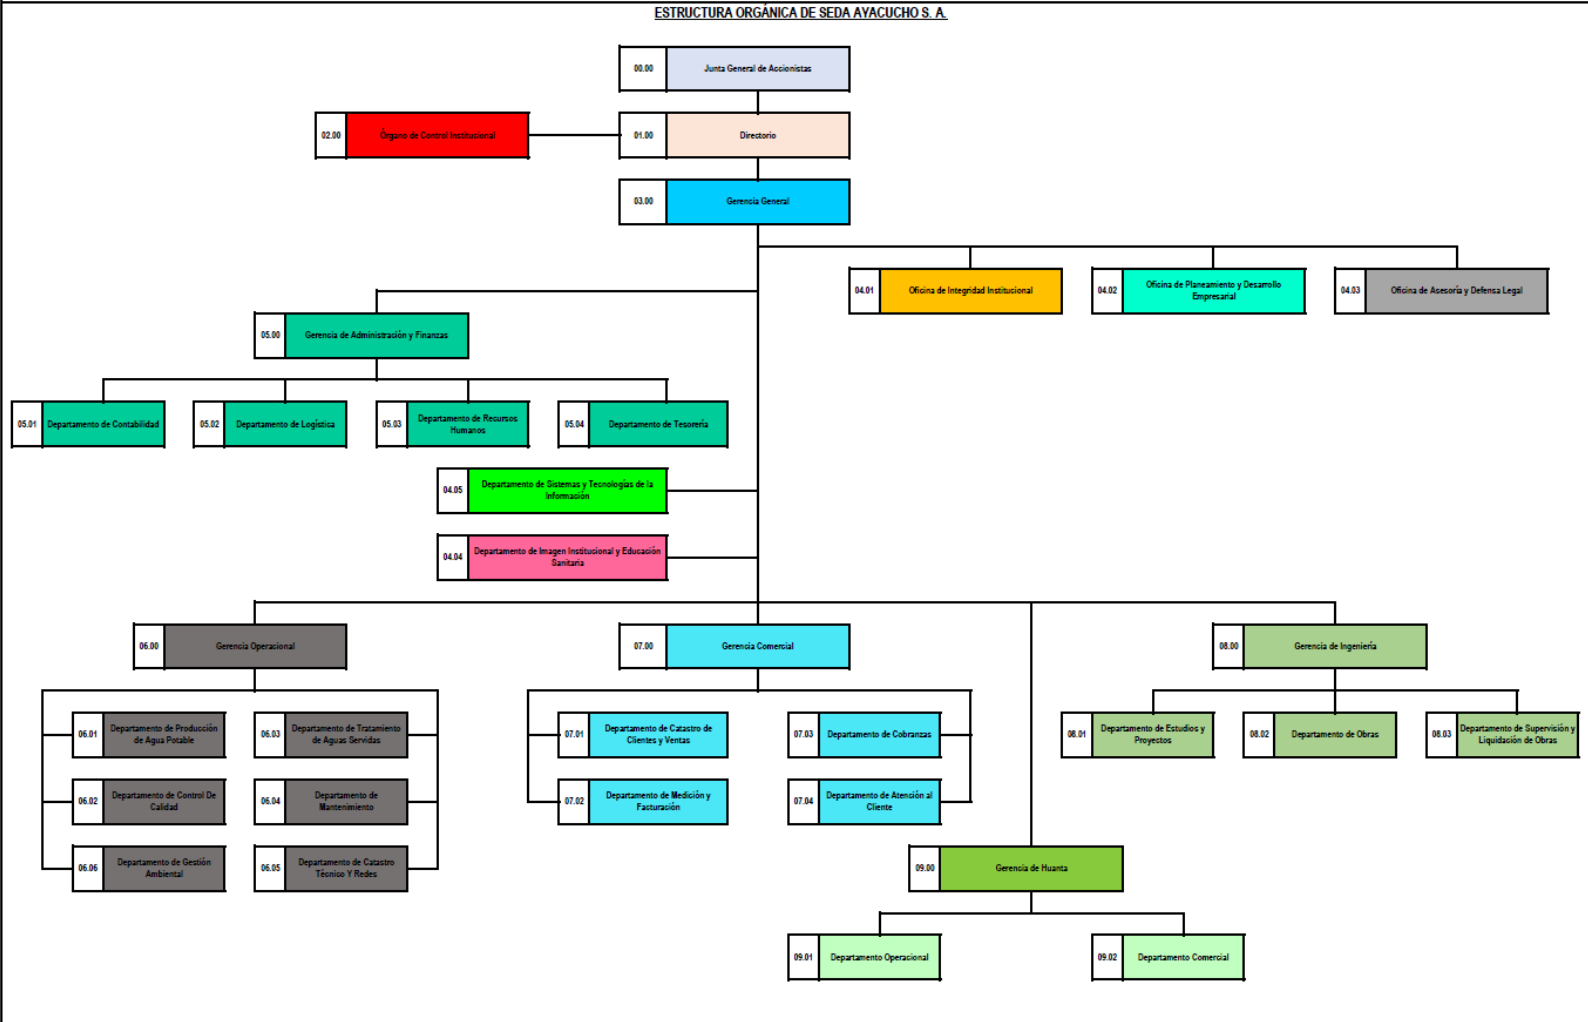 ESTRUCTURA ORGÁNICA DE SEDA AYACUCHO S. A.
00.00 Junta General de Accionistas
02.00 Órgano de Control Institucional
01.00 Directorio
03.00 Gerencia General
04.01 Oficina de Integridad Institucional
04.02 Oficina de Planeamiento y Desarrollo
Empresarial
04.03 Oficina de Asesoría y Defensa Legal
05.00 Gerencia de Administración y Finanzas
05.01 Departamento de Contabilidad
05.02 Departamento de Logística
05.03 Departamento de Recursos
Humanos
05.04 Departamento de Tesorería
04.05 Departamento de Sistemas y Tecnologías de la
Información
04.04 Departamento de Imagen Institucional y Educación
Sanitaria
06.00 Gerencia Operacional
07.00 Gerencia Comercial
08.00 Gerencia de Ingeniería
06.01 Departamento de Producción
de Agua Potable
06.03 Departamento de Tratamiento
de Aguas Servidas
07.01 Departamento de Catastro de
Clientes y Ventas
07.03 Departamento de Cobranzas
08.01 Departamento de Estudios y
Proyectos
08.02 Departamento de Obras
08.03 Departamento de Supervisión y
Liquidación de Obras
06.02 Departamento de Control De
Calidad
06.04 Departamento de
Mantenimiento
07.02 Departamento de Medición y
Facturación
07.04 Departamento de Atención al
Cliente
06.06 Departamento de Gestión
Ambiental
06.05 Departamento de Catastro
Técnico Y Redes
09.00 Gerencia de Huanta
09.01 Departamento Operacional
09.02 Departamento Comercial